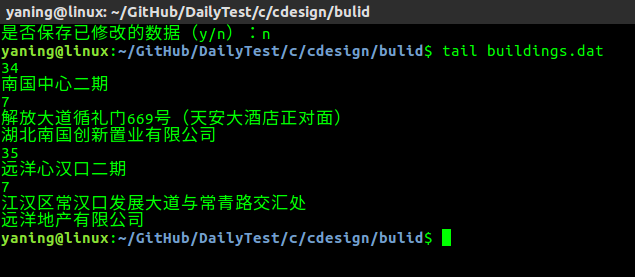 yaning@linux: ~/GitHub/DailyTest/c/cdesign/bulid
是否保存已修改的数据（y/n）：n
yaning@linux:~/GitHub/DailyTest/c/cdesign/bulid$ tail buildings.dat
34
南国中心二期
7
解放大道循礼门669号（天安大酒店正对面）
湖北南国创新置业有限公司
35
远洋心汉口二期
7
江汉区常汉口发展大道与常青路交汇处
远洋地产有限公司
yaning@linux:~/GitHub/DailyTest/c/cdesign/bulid$